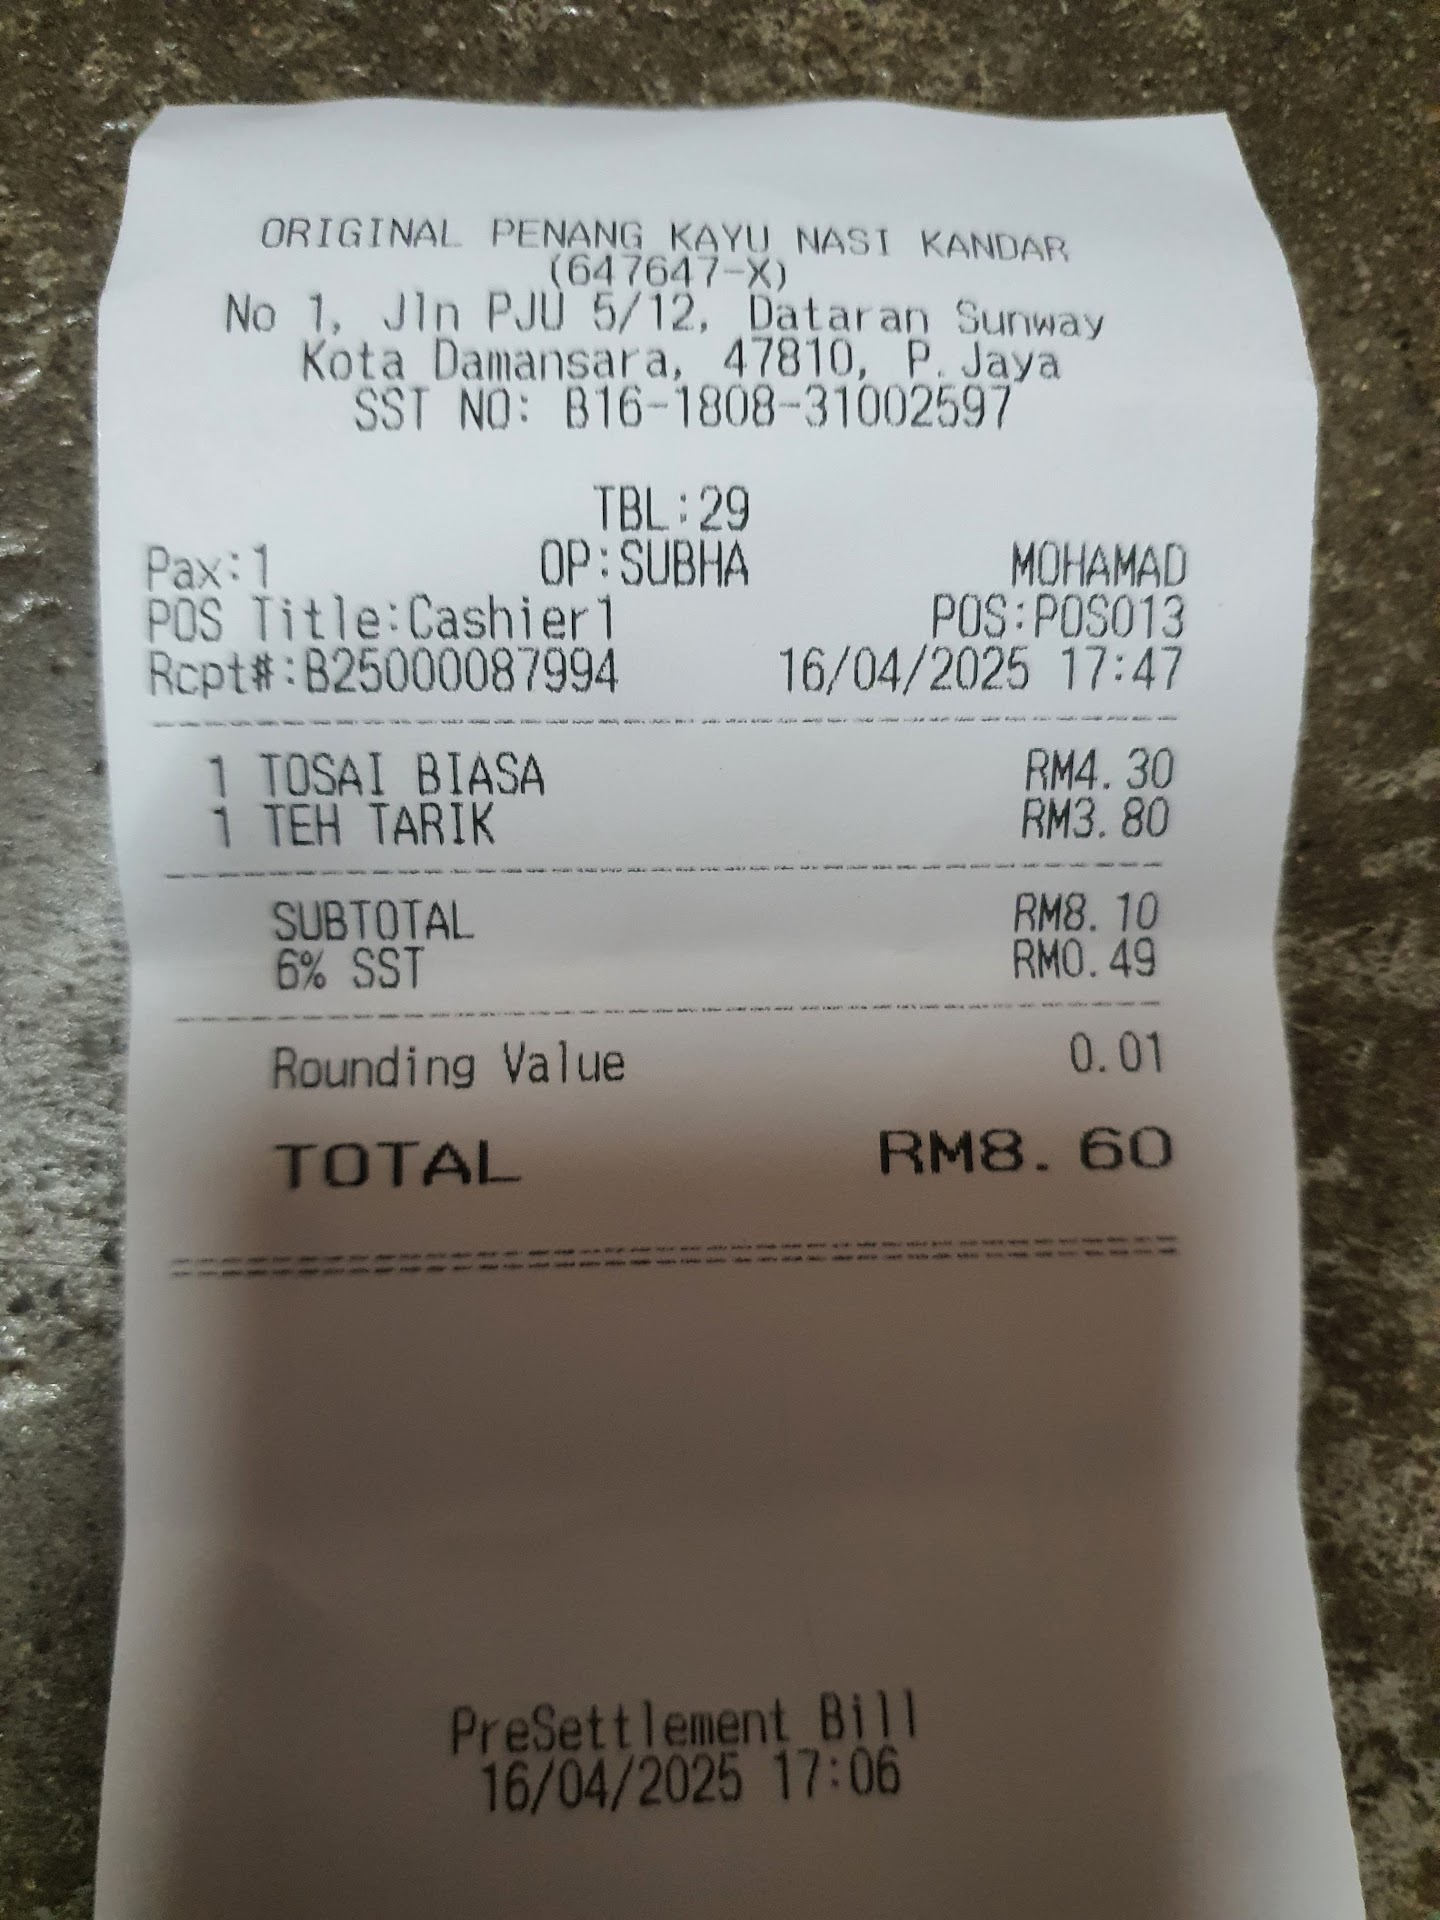 ORIGINAL PENANG KAYU NASI KANDAR
(647647-X)
No 1, Jln PJU 5/12, Dataran Sunway
Kota Damansara, 47810, P.Jaya
SST NO: B16-1808-31002597
TBL:29
Pax:1 OP:SUBHA MOHAMAD
POS Title:Cashier1 POS:POS013
Rcpt#:B25000087994 16/04/2025 17:47
1 TOSAI BIASA RM4.30
1 TEH TARIK RM3.80
SUBTOTAL RM8.10
6% SST RM0.49
Rounding Value 0.01
TOTAL RM8.60
PreSettlement Bill
16/04/2025 17:06